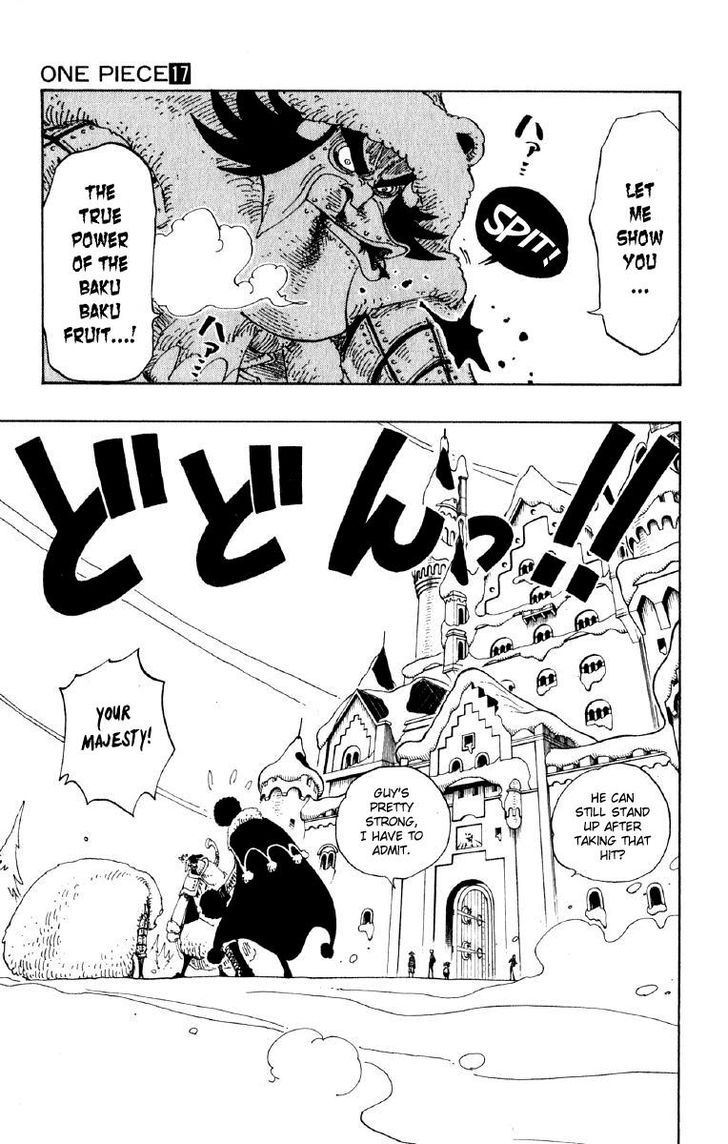 ONE PIECE 17
LET
ME
SHOW
YOU
...
ハァ…
SPIT!
ハァ…
THE
TRUE
POWER
OF THE
BAKU
BAKU
FRUIT...!
どどんっ!!
HE CAN
STILL STAND
UP AFTER
TAKING THAT
HIT?
GUY'S
PRETTY
STRONG,
I HAVE TO
ADMIT.
YOUR
MAJESTY!